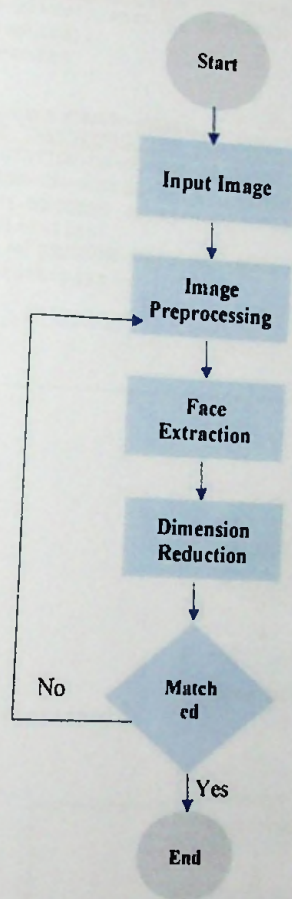 Start
Input Image
Image
Preprocessing
Face
Extraction
Dimension
Reduction
Match
ed
No
Yes
End